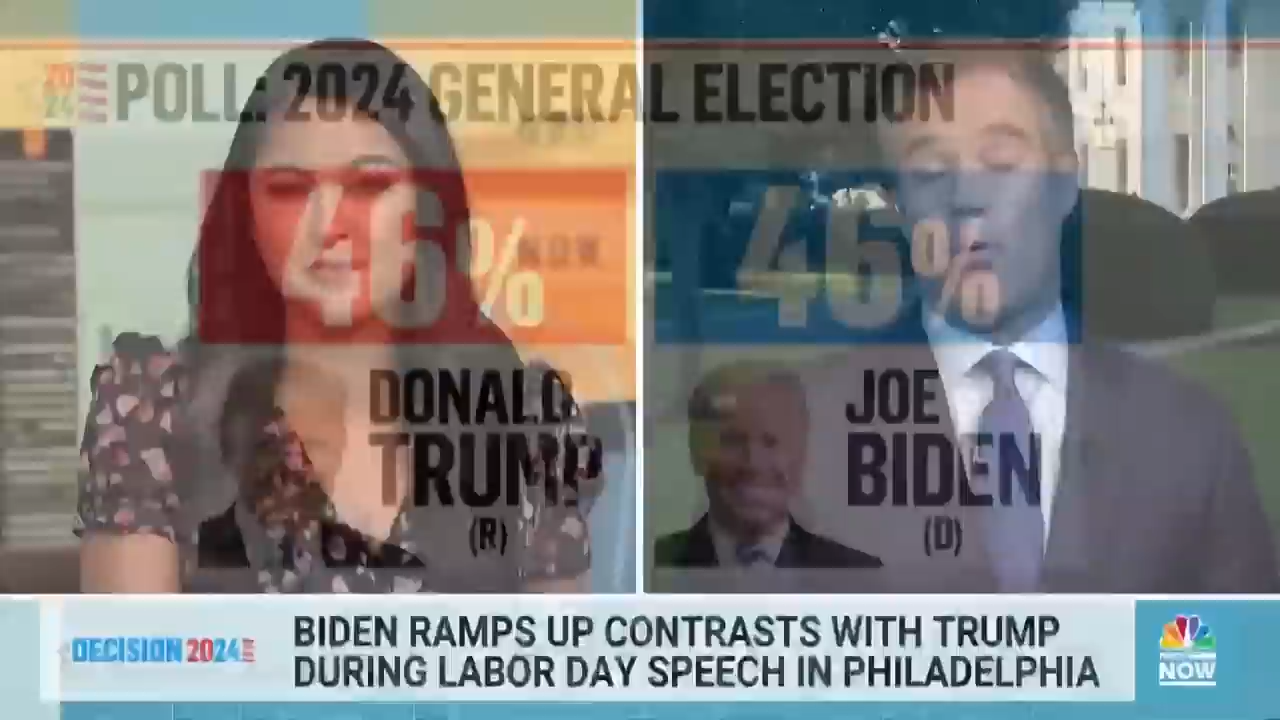 2024 POLL: 2024 GENERAL ELECTION
46% 46%
DONALD TRUMP (R)
JOE BIDEN (D)
DECISION 2024
BIDEN RAMPS UP CONTRASTS WITH TRUMP
DURING LABOR DAY SPEECH IN PHILADELPHIA
NOW